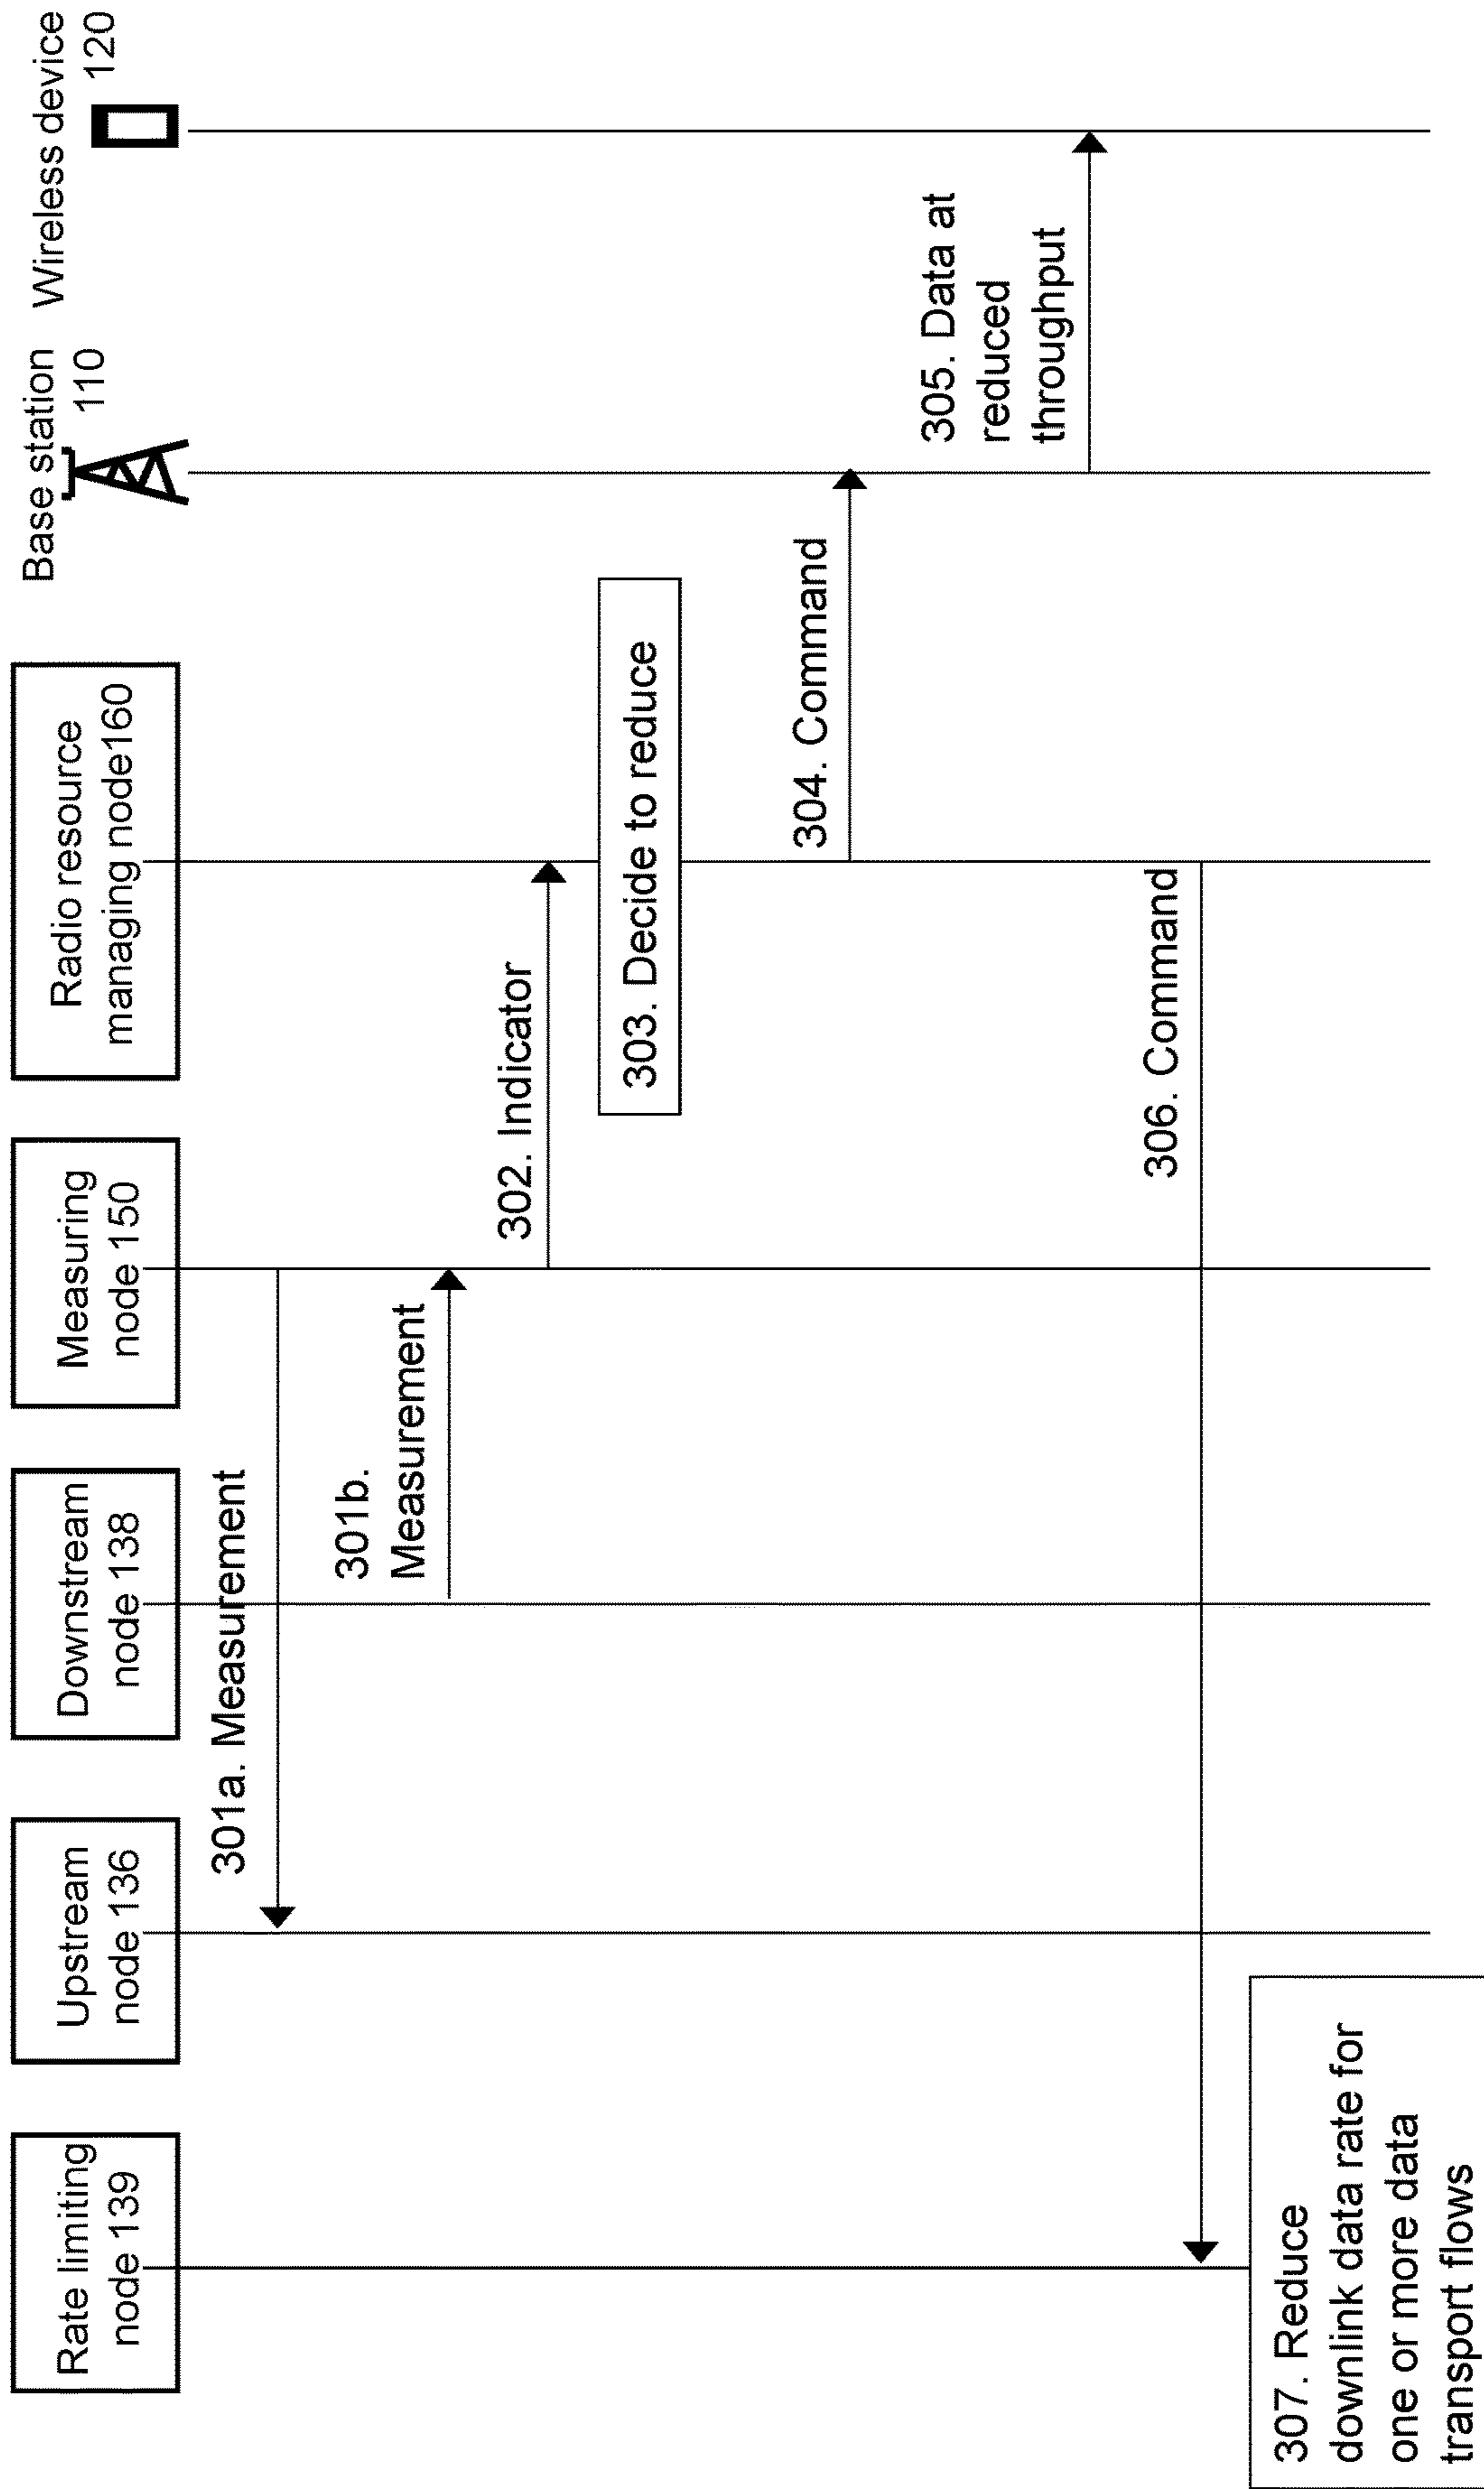 Rate limiting
node 139
Upstream
node 136
Downstream
node 138
Measuring
node 150
Radio resource
managing node160
Base station
110
Wireless device
120
301a. Measurement
301b.
Measurement
302. Indicator
303. Decide to reduce
304. Command
305. Data at
reduced
throughput
306. Command
307. Reduce
downlink data rate for
one or more data
transport flows